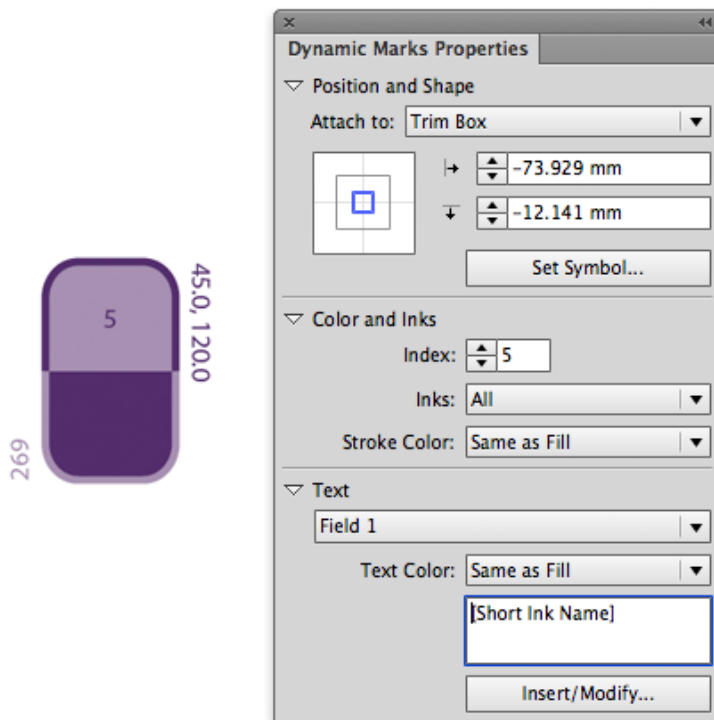 Dynamic Marks Properties
Position and Shape
Attach to: Trim Box
-73.929 mm
-12.141 mm
Set Symbol...
Color and Inks
Index: 5
Inks: All
Stroke Color: Same as Fill
Text
Field 1
Text Color: Same as Fill
[Short Ink Name]
Insert/Modify...
5
45.0, 120.0
269